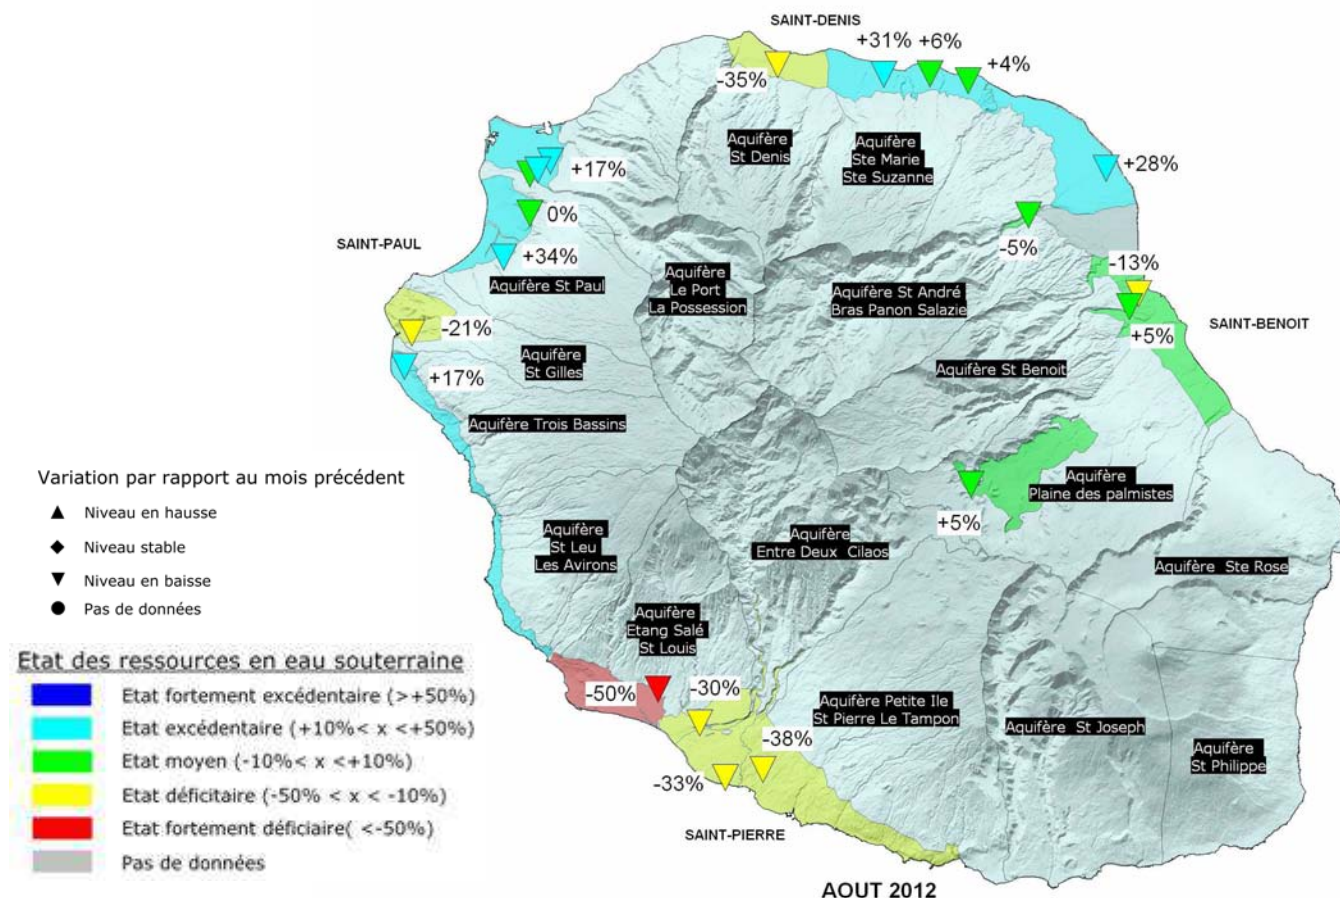 SAINT-DENIS
+31%
+6%
+4%
-35%
Aquifère
St Denis
Aquifère
Ste Marie
Ste Suzanne
+28%
+17%
0%
-5%
SAINT-PAUL
+34%
-13%
Aquifère St Paul
Aquifère
Le Port
La Possession
Aquifère St André
Bras Panon Salazie
SAINT-BENOIT
-21%
+5%
Aquifère
St Gilles
Aquifère St Benoit
+17%
Aquifère Trois Bassins
Variation par rapport au mois précédent
Niveau en hausse
Niveau stable
Niveau en baisse
Pas de données
Aquifère
Plaine des palmistes
+5%
Aquifère
St Leu
Les Avirons
Aquifère
Entre Deux Cilaos
Aquifère Ste Rose
Aquifère
Etang Salé
St Louis
Etat des ressources en eau souterraine
Etat fortement excédentaire (>+50%)
Etat excédentaire (+10%< x <+50%)
Etat moyen (-10%< x <+10%)
Etat déficitaire (-50% < x < -10%)
Etat fortement déficiaire( <-50%)
Pas de données
-50%
-30%
Aquifère Petite Ile
St Pierre Le Tampon
Aquifère St Joseph
-38%
Aquifère
St Philippe
-33%
SAINT-PIERRE
AOUT 2012